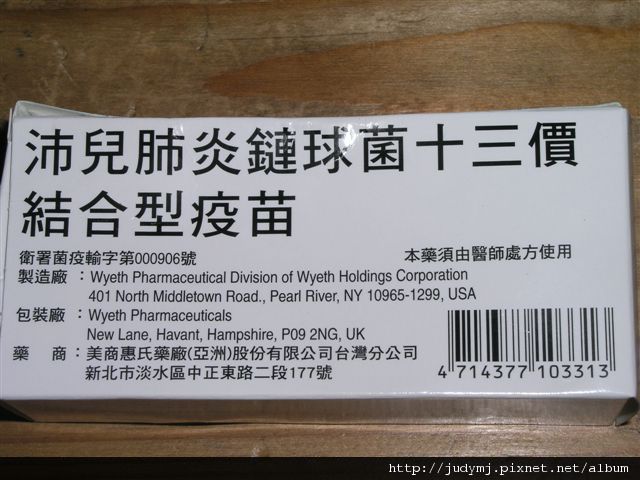 沛兒肺炎鏈球菌十三價
結合型疫苗
衛署菌疫輸字第000906號 本藥須由醫師處方使用
製造廠：Wyeth Pharmaceutical Division of Wyeth Holdings Corporation
401 North Middletown Road., Pearl River, NY 10965-1299, USA
包裝廠：Wyeth Pharmaceuticals
New Lane, Havant, Hampshire, P09 2NG, UK
藥　商：美商惠氏藥廠(亞洲)股份有限公司台灣分公司
新北市淡水區中正東路二段177號
4 714377 103313
http://judymj.pixnet.net/album